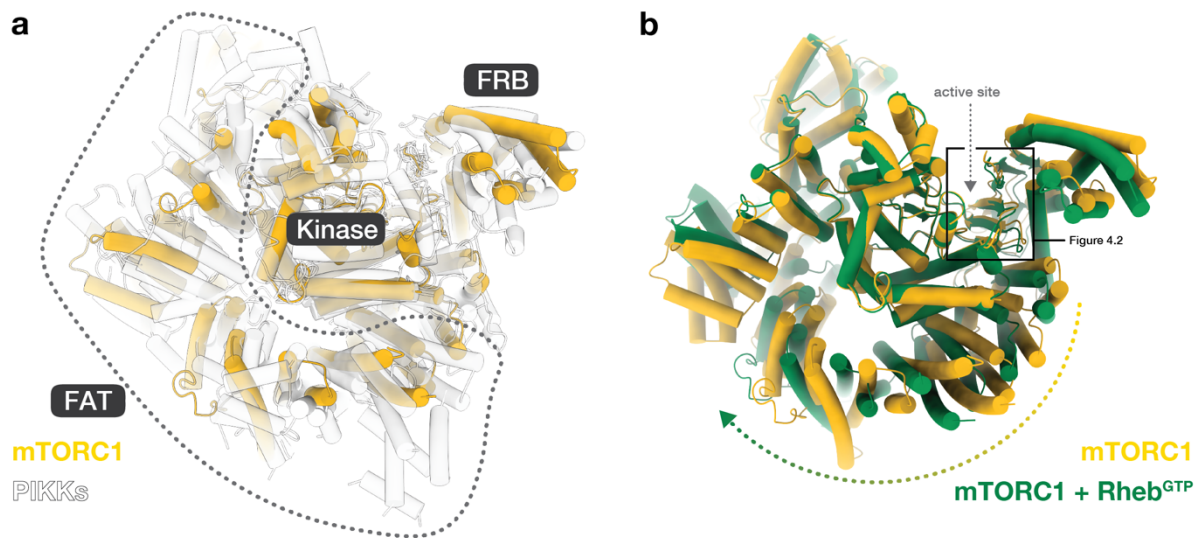 a
FRB
Kinase
FAT
mTORC1
PIKKs
b
active site
Figure 4.2
mTORC1
mTORC1 + Rheb^GTP